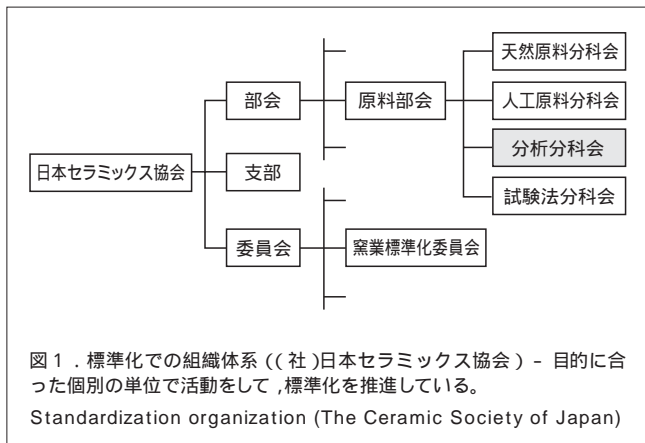 天然原料分科会
部会
原料部会
人工原料分科会
分析分科会
日本セラミックス協会
支部
試験法分科会
委員会
窯業標準化委員会
図1．標準化での組織体系((社)日本セラミックス協会) - 目的に合
った個別の単位で活動をして,標準化を推進している。
Standardization organization (The Ceramic Society of Japan)